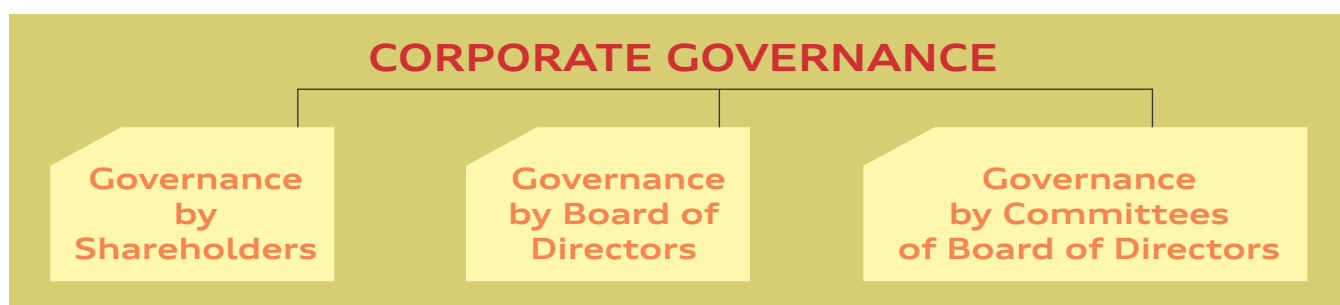 CORPORATE GOVERNANCE
Governance
by
Shareholders
Governance
by Board of
Directors
Governance
by Committees
of Board of Directors